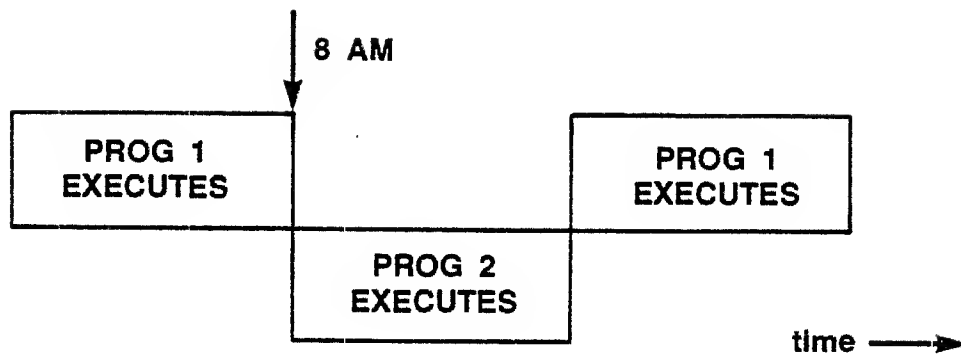 8 AM
PROG 1
EXECUTES
PROG 1
EXECUTES
PROG 2
EXECUTES
time